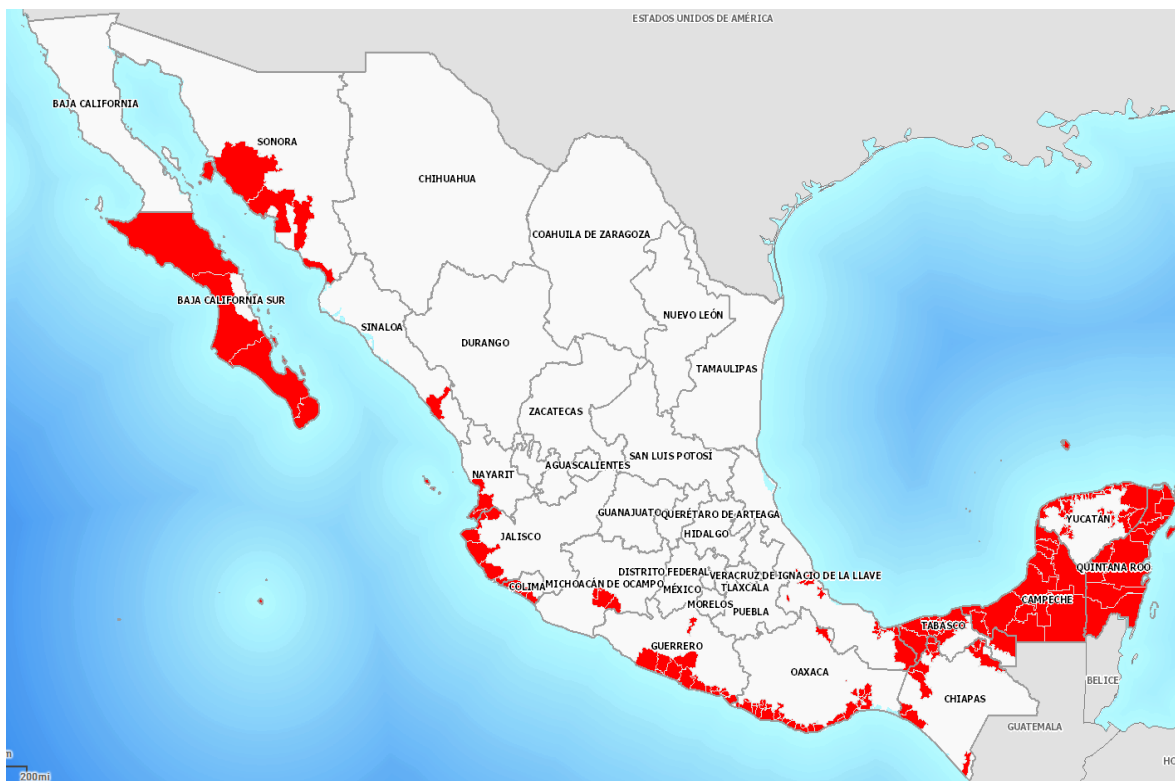 ESTADOS UNIDOS DE AMÉRICA
BAJA CALIFORNIA
SONORA
CHIHUAHUA
COAHUILA DE ZARAGOZA
BAJA CALIFORNIA SUR
NUEVO LEÓN
SINALOA
DURANGO
TAMAULIPAS
ZACATECAS
SAN LUIS POTOSÍ
AGUASCALIENTES
NAYARIT
GUANAJUATO
QUERÉTARO DE ARTEAGA
YUCATÁN
HIDALGO
JALISCO
QUINTANA ROO
DISTRITO FEDERAL
VERACRUZ DE IGNACIO DE LA LLAVE
COLIMA
MICHOACÁN DE OCAMPO
MÉXICO
TLAXCALA
CAMPECHE
MORELOS
PUEBLA
TABASCO
GUERRERO
OAXACA
BELICE
CHIAPAS
GUATEMALA
200mi